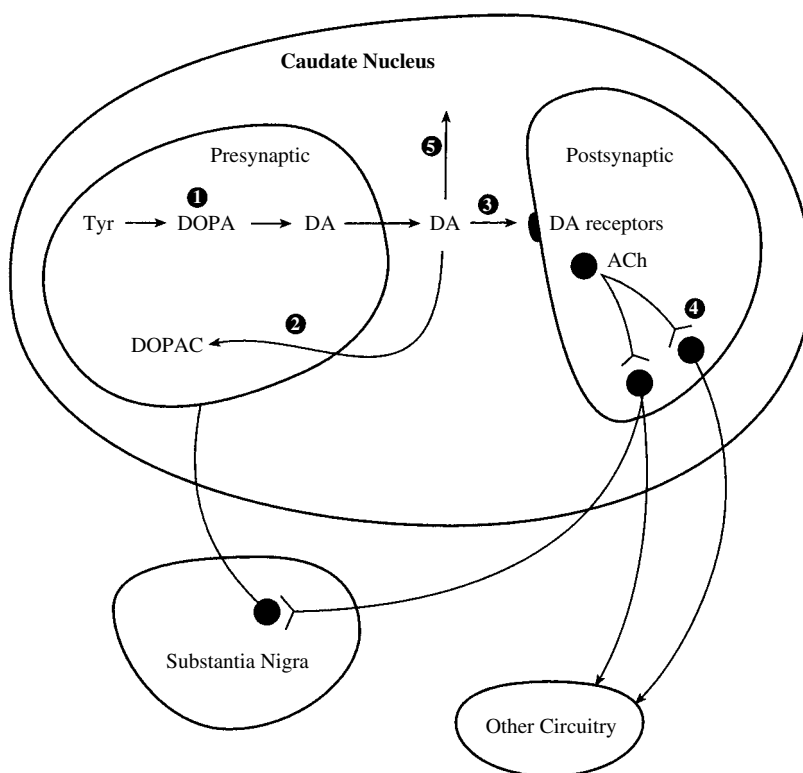 Caudate Nucleus
Presynaptic
5
Postsynaptic
1
3
Tyr DOPA DA DA DA receptors
ACh
4
2
DOPAC
Substantia Nigra
Other Circuitry